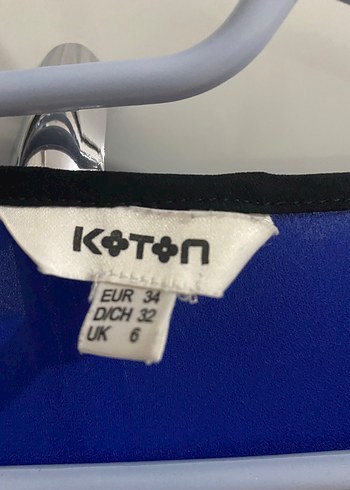 KOTON
EUR 34
D/CH 32
UK 6